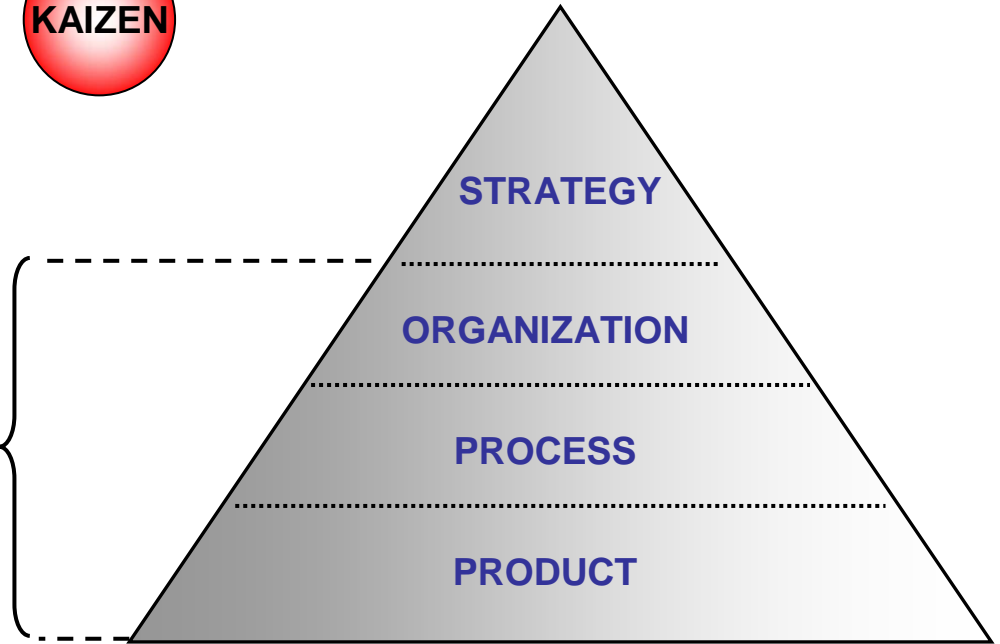 KAIZEN
STRATEGY
ORGANIZATION
PROCESS
PRODUCT